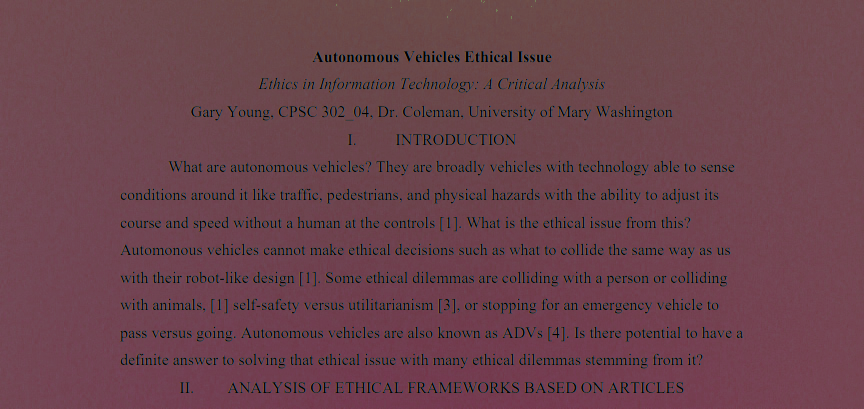 Autonomous Vehicles Ethical Issue
Ethics in Information Technology: A Critical Analysis
Gary Young, CPSC 302_04, Dr. Coleman, University of Mary Washington
I. INTRODUCTION
What are autonomous vehicles? They are broadly vehicles with technology able to sense
conditions around it like traffic, pedestrians, and physical hazards with the ability to adjust its
course and speed without a human at the controls [1]. What is the ethical issue from this?
Automonous vehicles cannot make ethical decisions such as what to collide the same way as us
with their robot-like design [1]. Some ethical dilemmas are colliding with a person or colliding
with animals, [1] self-safety versus utilitarianism [3], or stopping for an emergency vehicle to
pass versus going. Autonomous vehicles are also known as ADVs [4]. Is there potential to have a
definite answer to solving that ethical issue with many ethical dilemmas stemming from it?
II. ANALYSIS OF ETHICAL FRAMEWORKS BASED ON ARTICLES